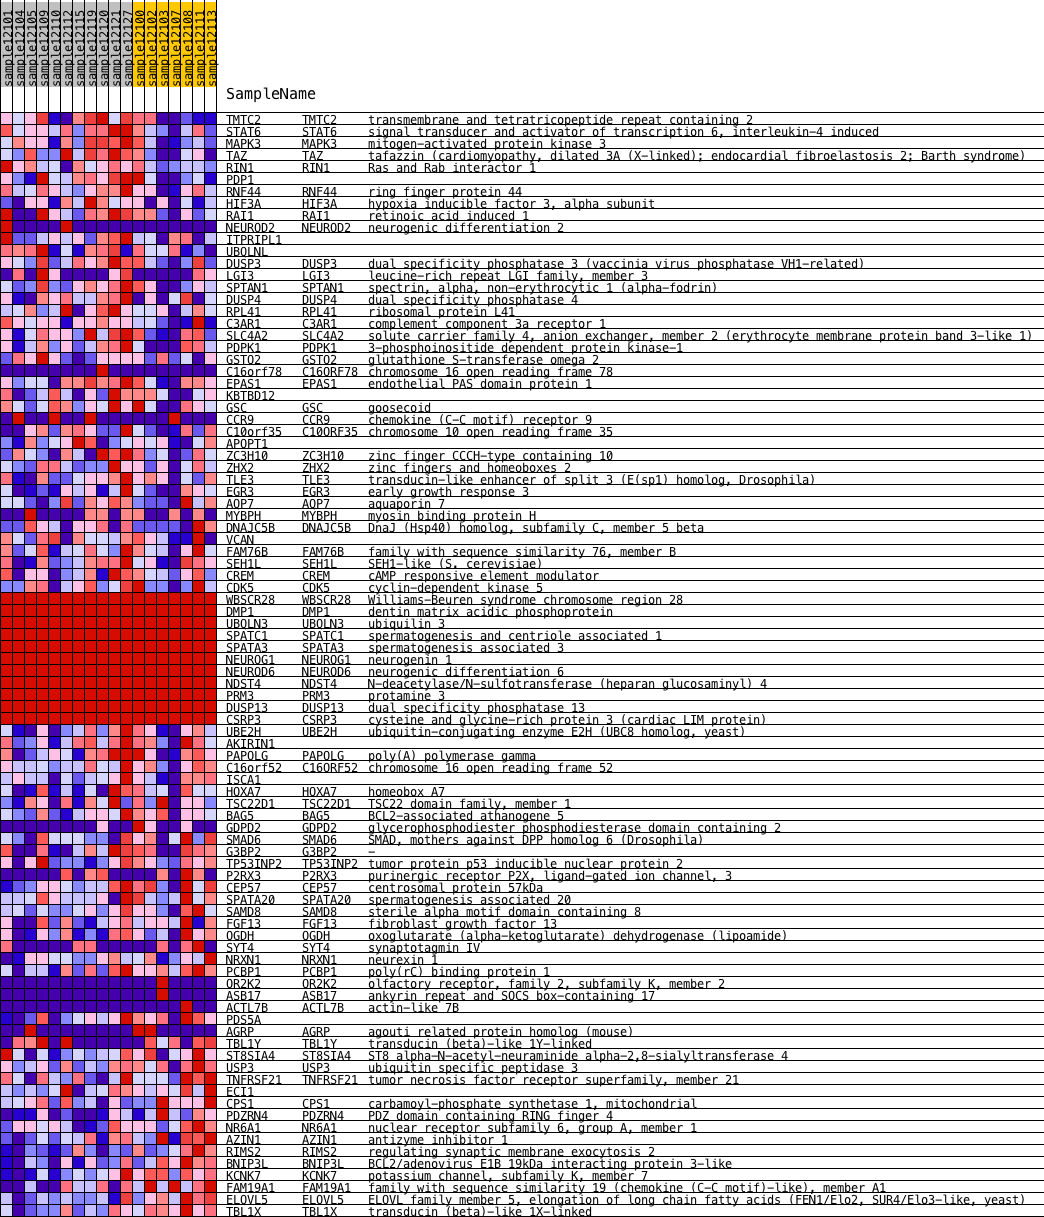 sample12101
sample12104
sample12105
sample12109
sample12110
sample12112
sample12115
sample12119
sample12120
sample12121
sample12127
sample12100
sample12102
sample12103
sample12107
sample12108
sample12111
sample12113
SampleName
TMTC2 TMTC2 transmembrane and tetratricopeptide repeat containing 2
STAT6 STAT6 signal transducer and activator of transcription 6, interleukin-4 induced
MAPK3 MAPK3 mitogen-activated protein kinase 3
TAZ TAZ tafazzin (cardiomyopathy, dilated 3A (X-linked); endocardial fibroelastosis 2; Barth syndrome)
RIN1 RIN1 Ras and Rab interactor 1
PDP1
RNF44 RNF44 ring finger protein 44
HIF3A HIF3A hypoxia inducible factor 3, alpha subunit
RAI1 RAI1 retinoic acid induced 1
NEUROD2 NEUROD2 neurogenic differentiation 2
ITPRIPL1
UBQLNL
DUSP3 DUSP3 dual specificity phosphatase 3 (vaccinia virus phosphatase VH1-related)
LGI3 LGI3 leucine-rich repeat LGI family, member 3
SPTAN1 SPTAN1 spectrin, alpha, non-erythrocytic 1 (alpha-fodrin)
DUSP4 DUSP4 dual specificity phosphatase 4
RPL41 RPL41 ribosomal protein L41
C3AR1 C3AR1 complement component 3a receptor 1
SLC4A2 SLC4A2 solute carrier family 4, anion exchanger, member 2 (erythrocyte membrane protein band 3-like 1)
PDPK1 PDPK1 3-phosphoinositide dependent protein kinase-1
GSTO2 GSTO2 glutathione S-transferase omega 2
C16orf78 C16ORF78 chromosome 16 open reading frame 78
EPAS1 EPAS1 endothelial PAS domain protein 1
KBTBD12
GSC GSC goosecoid
CCR9 CCR9 chemokine (C-C motif) receptor 9
C10orf35 C10ORF35 chromosome 10 open reading frame 35
APOPT1
ZC3H10 ZC3H10 zinc finger CCCH-type containing 10
ZHX2 ZHX2 zinc fingers and homeoboxes 2
TLE3 TLE3 transducin-like enhancer of split 3 (E(sp1) homolog, Drosophila)
EGR3 EGR3 early growth response 3
AQP7 AQP7 aquaporin 7
MYBPH MYBPH myosin binding protein H
DNAJC5B DNAJC5B DnaJ (Hsp40) homolog, subfamily C, member 5 beta
VCAN
FAM76B FAM76B family with sequence similarity 76, member B
SEH1L SEH1L SEH1-like (S. cerevisiae)
CREM CREM cAMP responsive element modulator
CDK5 CDK5 cyclin-dependent kinase 5
WBSCR28 WBSCR28 Williams-Beuren syndrome chromosome region 28
DMP1 DMP1 dentin matrix acidic phosphoprotein
UBQLN3 UBQLN3 ubiquilin 3
SPATC1 SPATC1 spermatogenesis and centriole associated 1
SPATA3 SPATA3 spermatogenesis associated 3
NEUROG1 NEUROG1 neurogenin 1
NEUROD6 NEUROD6 neurogenic differentiation 6
NDST4 NDST4 N-deacetylase/N-sulfotransferase (heparan glucosaminyl) 4
PRM3 PRM3 protamine 3
DUSP13 DUSP13 dual specificity phosphatase 13
CSRP3 CSRP3 cysteine and glycine-rich protein 3 (cardiac LIM protein)
UBE2H UBE2H ubiquitin-conjugating enzyme E2H (UBC8 homolog, yeast)
AKIRIN1
PAPOLG PAPOLG poly(A) polymerase gamma
C16orf52 C16ORF52 chromosome 16 open reading frame 52
ISCA1
HOXA7 HOXA7 homeobox A7
TSC22D1 TSC22D1 TSC22 domain family, member 1
BAG5 BAG5 BCL2-associated athanogene 5
GDPD2 GDPD2 glycerophosphodiester phosphodiesterase domain containing 2
SMAD6 SMAD6 SMAD, mothers against DPP homolog 6 (Drosophila)
G3BP2 G3BP2 -
TP53INP2 TP53INP2 tumor protein p53 inducible nuclear protein 2
P2RX3 P2RX3 purinergic receptor P2X, ligand-gated ion channel, 3
CEP57 CEP57 centrosomal protein 57kDa
SPATA20 SPATA20 spermatogenesis associated 20
SAMD8 SAMD8 sterile alpha motif domain containing 8
FGF13 FGF13 fibroblast growth factor 13
OGDH OGDH oxoglutarate (alpha-ketoglutarate) dehydrogenase (lipoamide)
SYT4 SYT4 synaptotagmin IV
NRXN1 NRXN1 neurexin 1
PCBP1 PCBP1 poly(rC) binding protein 1
OR2K2 OR2K2 olfactory receptor, family 2, subfamily K, member 2
ASB17 ASB17 ankyrin repeat and SOCS box-containing 17
ACTL7B ACTL7B actin-like 7B
PDS5A
AGRP AGRP agouti related protein homolog (mouse)
TBL1Y TBL1Y transducin (beta)-like 1Y-linked
ST8SIA4 ST8SIA4 ST8 alpha-N-acetyl-neuraminide alpha-2,8-sialyltransferase 4
USP3 USP3 ubiquitin specific peptidase 3
TNFRSF21 TNFRSF21 tumor necrosis factor receptor superfamily, member 21
ECI1
CPS1 CPS1 carbamoyl-phosphate synthetase 1, mitochondrial
PDZRN4 PDZRN4 PDZ domain containing RING finger 4
NR6A1 NR6A1 nuclear receptor subfamily 6, group A, member 1
AZIN1 AZIN1 antizyme inhibitor 1
RIMS2 RIMS2 regulating synaptic membrane exocytosis 2
BNIP3L BNIP3L BCL2/adenovirus E1B 19kDa interacting protein 3-like
KCNK7 KCNK7 potassium channel, subfamily K, member 7
FAM19A1 FAM19A1 family with sequence similarity 19 (chemokine (C-C motif)-like), member A1
ELOVL5 ELOVL5 ELOVL family member 5, elongation of long chain fatty acids (FEN1/Elo2, SUR4/Elo3-like, yeast)
TBL1X TBL1X transducin (beta)-like 1X-linked